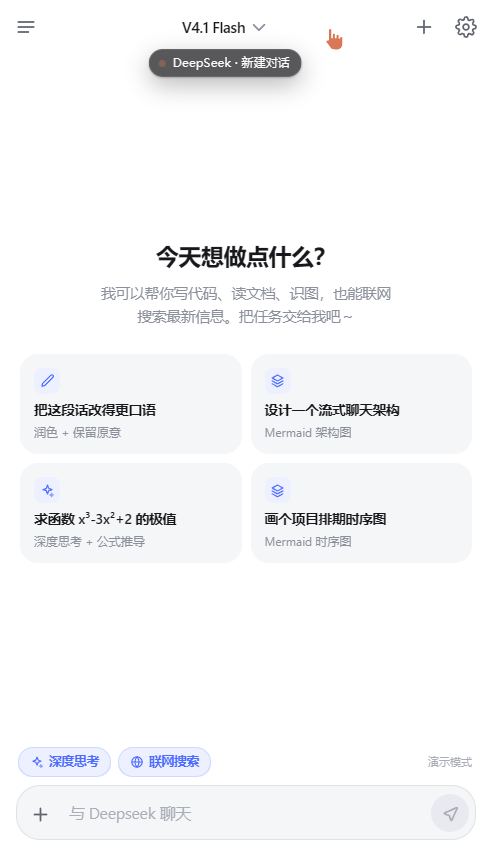 V4.1 Flash
DeepSeek · 新建对话
今天想做点什么？
我可以帮你写代码、读文档、识图，也能联网
搜索最新信息。把任务交给我吧～
把这段话改得更口语
润色 + 保留原意
设计一个流式聊天架构
Mermaid 架构图
求函数 x³-3x²+2 的极值
深度思考 + 公式推导
画个项目排期时序图
Mermaid 时序图
深度思考
联网搜索
演示模式
与 Deepseek 聊天